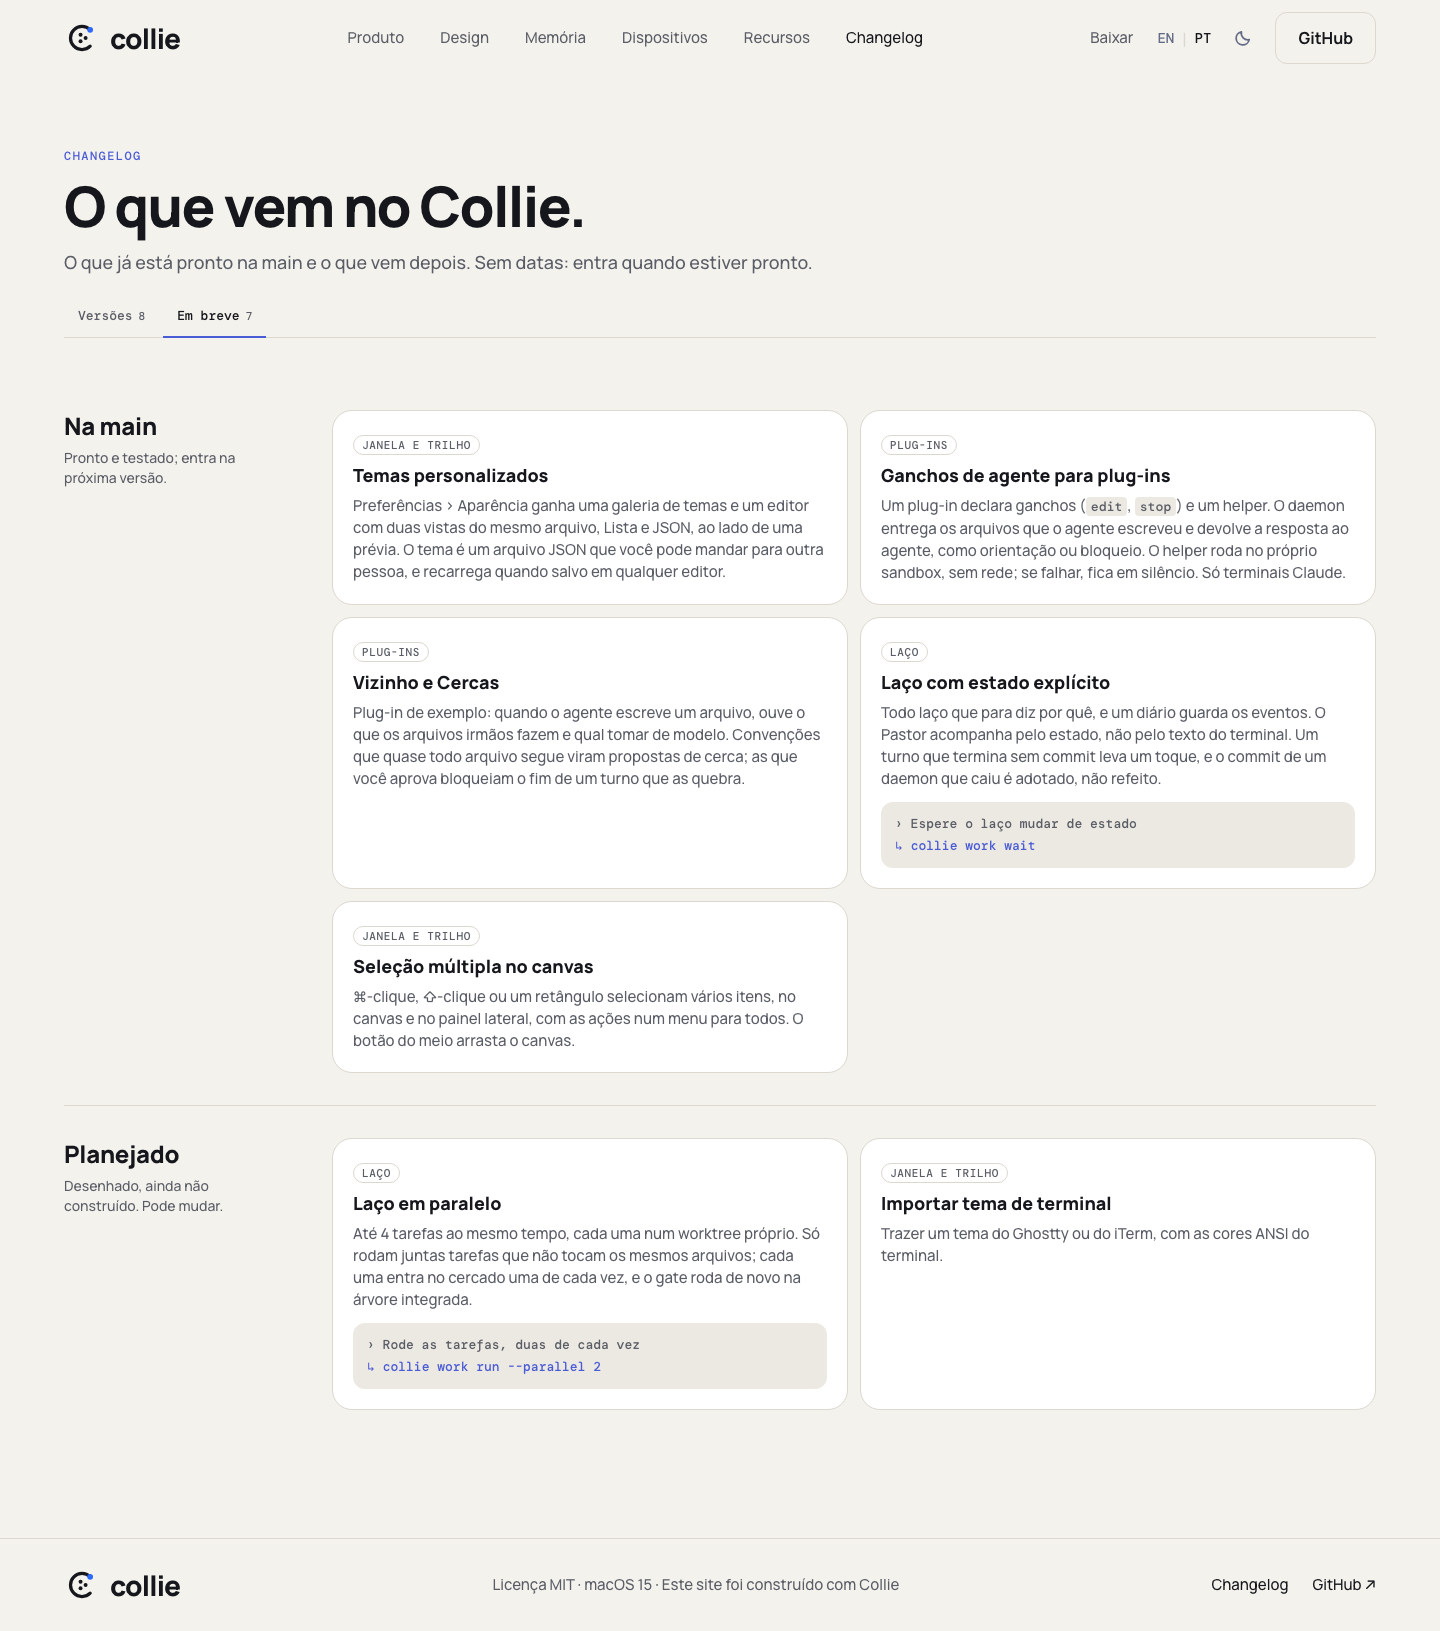 collie
Produto
Design
Memória
Dispositivos
Recursos
Changelog
Baixar
EN | PT
GitHub
CHANGELOG
O que vem no Collie.
O que já está pronto na main e o que vem depois. Sem datas: entra quando estiver pronto.
Versões 8
Em breve 7
Na main
Pronto e testado; entra na
próxima versão.
JANELA E TRILHO
Temas personalizados
Preferências › Aparência ganha uma galeria de temas e um editor
com duas vistas do mesmo arquivo, Lista e JSON, ao lado de uma
prévia. O tema é um arquivo JSON que você pode mandar para outra
pessoa, e recarrega quando salvo em qualquer editor.
PLUG-INS
Ganchos de agente para plug-ins
Um plug-in declara ganchos (edit, stop) e um helper. O daemon
entrega os arquivos que o agente escreveu e devolve a resposta ao
agente, como orientação ou bloqueio. O helper roda no próprio
sandbox, sem rede; se falhar, fica em silêncio. Só terminais Claude.
PLUG-INS
Vizinho e Cercas
Plug-in de exemplo: quando o agente escreve um arquivo, ouve o
que os arquivos irmãos fazem e qual tomar de modelo. Convenções
que quase todo arquivo segue viram propostas de cerca; as que
você aprova bloqueiam o fim de um turno que as quebra.
LAÇO
Laço com estado explícito
Todo laço que para diz por quê, e um diário guarda os eventos. O
Pastor acompanha pelo estado, não pelo texto do terminal. Um
turno que termina sem commit leva um toque, e o commit de um
daemon que caiu é adotado, não refeito.
› Espere o laço mudar de estado
↳ collie work wait
JANELA E TRILHO
Seleção múltipla no canvas
⌘-clique, ⇧-clique ou um retângulo selecionam vários itens, no
canvas e no painel lateral, com as ações num menu para todos. O
botão do meio arrasta o canvas.
Planejado
Desenhado, ainda não
construído. Pode mudar.
LAÇO
Laço em paralelo
Até 4 tarefas ao mesmo tempo, cada uma num worktree próprio. Só
rodam juntas tarefas que não tocam os mesmos arquivos; cada
uma entra no cercado uma de cada vez, e o gate roda de novo na
árvore integrada.
› Rode as tarefas, duas de cada vez
↳ collie work run --parallel 2
JANELA E TRILHO
Importar tema de terminal
Trazer um tema do Ghostty ou do iTerm, com as cores ANSI do
terminal.
collie
Licença MIT · macOS 15 · Este site foi construído com Collie
Changelog
GitHub ↗